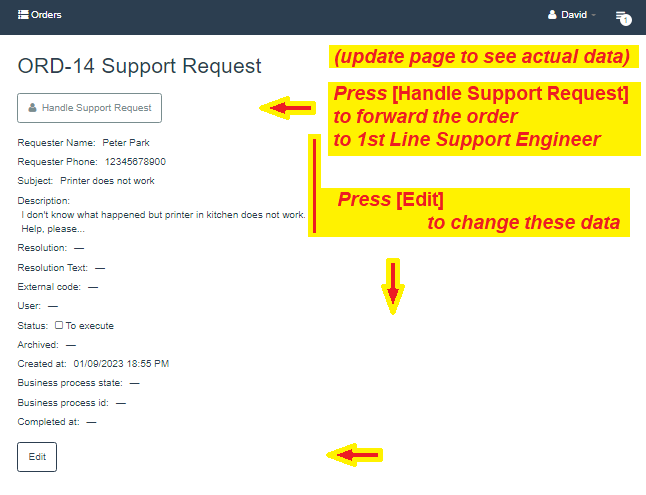 Orders
David
1
ORD-14 Support Request
(update page to see actual data)
Handle Support Request
Press [Handle Support Request]
to forward the order
to 1st Line Support Engineer
Requester Name: Peter Park
Requester Phone: 12345678900
Subject: Printer does not work
Description:
I don't know what happened but printer in kitchen does not work.
Help, please...
Press [Edit]
to change these data
Resolution: —
Resolution Text: —
External code: —
User: —
Status: To execute
Archived: —
Created at: 01/09/2023 18:55 PM
Business process state: —
Business process id: —
Completed at: —
Edit